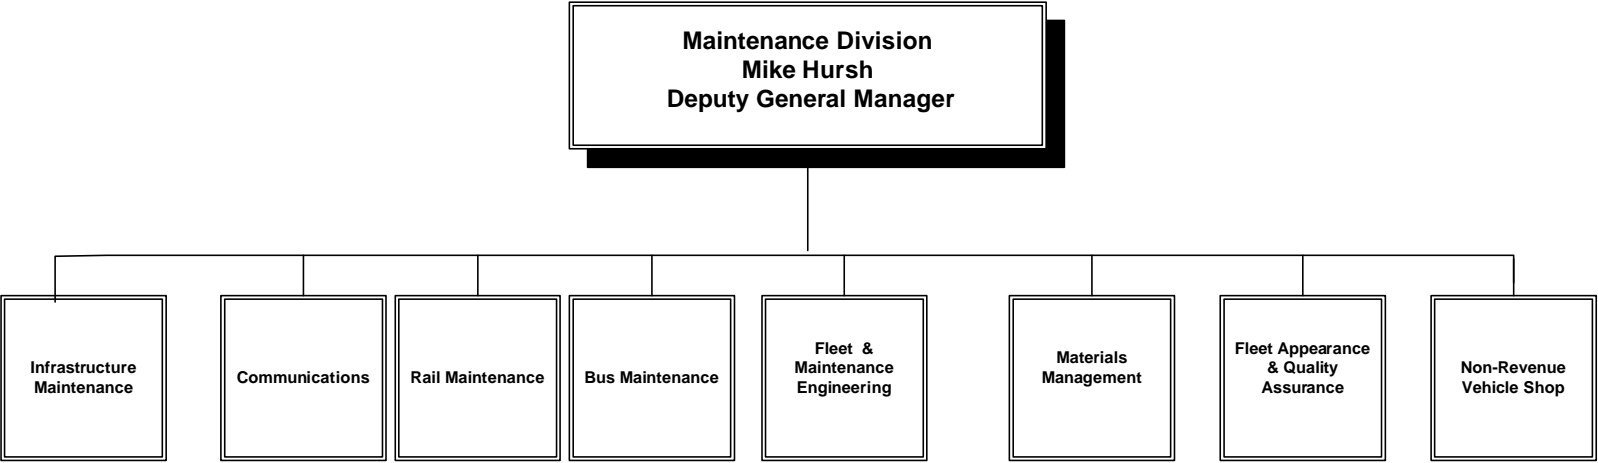 Maintenance Division
Mike Hursh
Deputy General Manager
Infrastructure
Maintenance
Communications
Rail Maintenance
Bus Maintenance
Fleet &
Maintenance
Engineering
Materials
Management
Fleet Appearance
& Quality
Assurance
Non-Revenue
Vehicle Shop